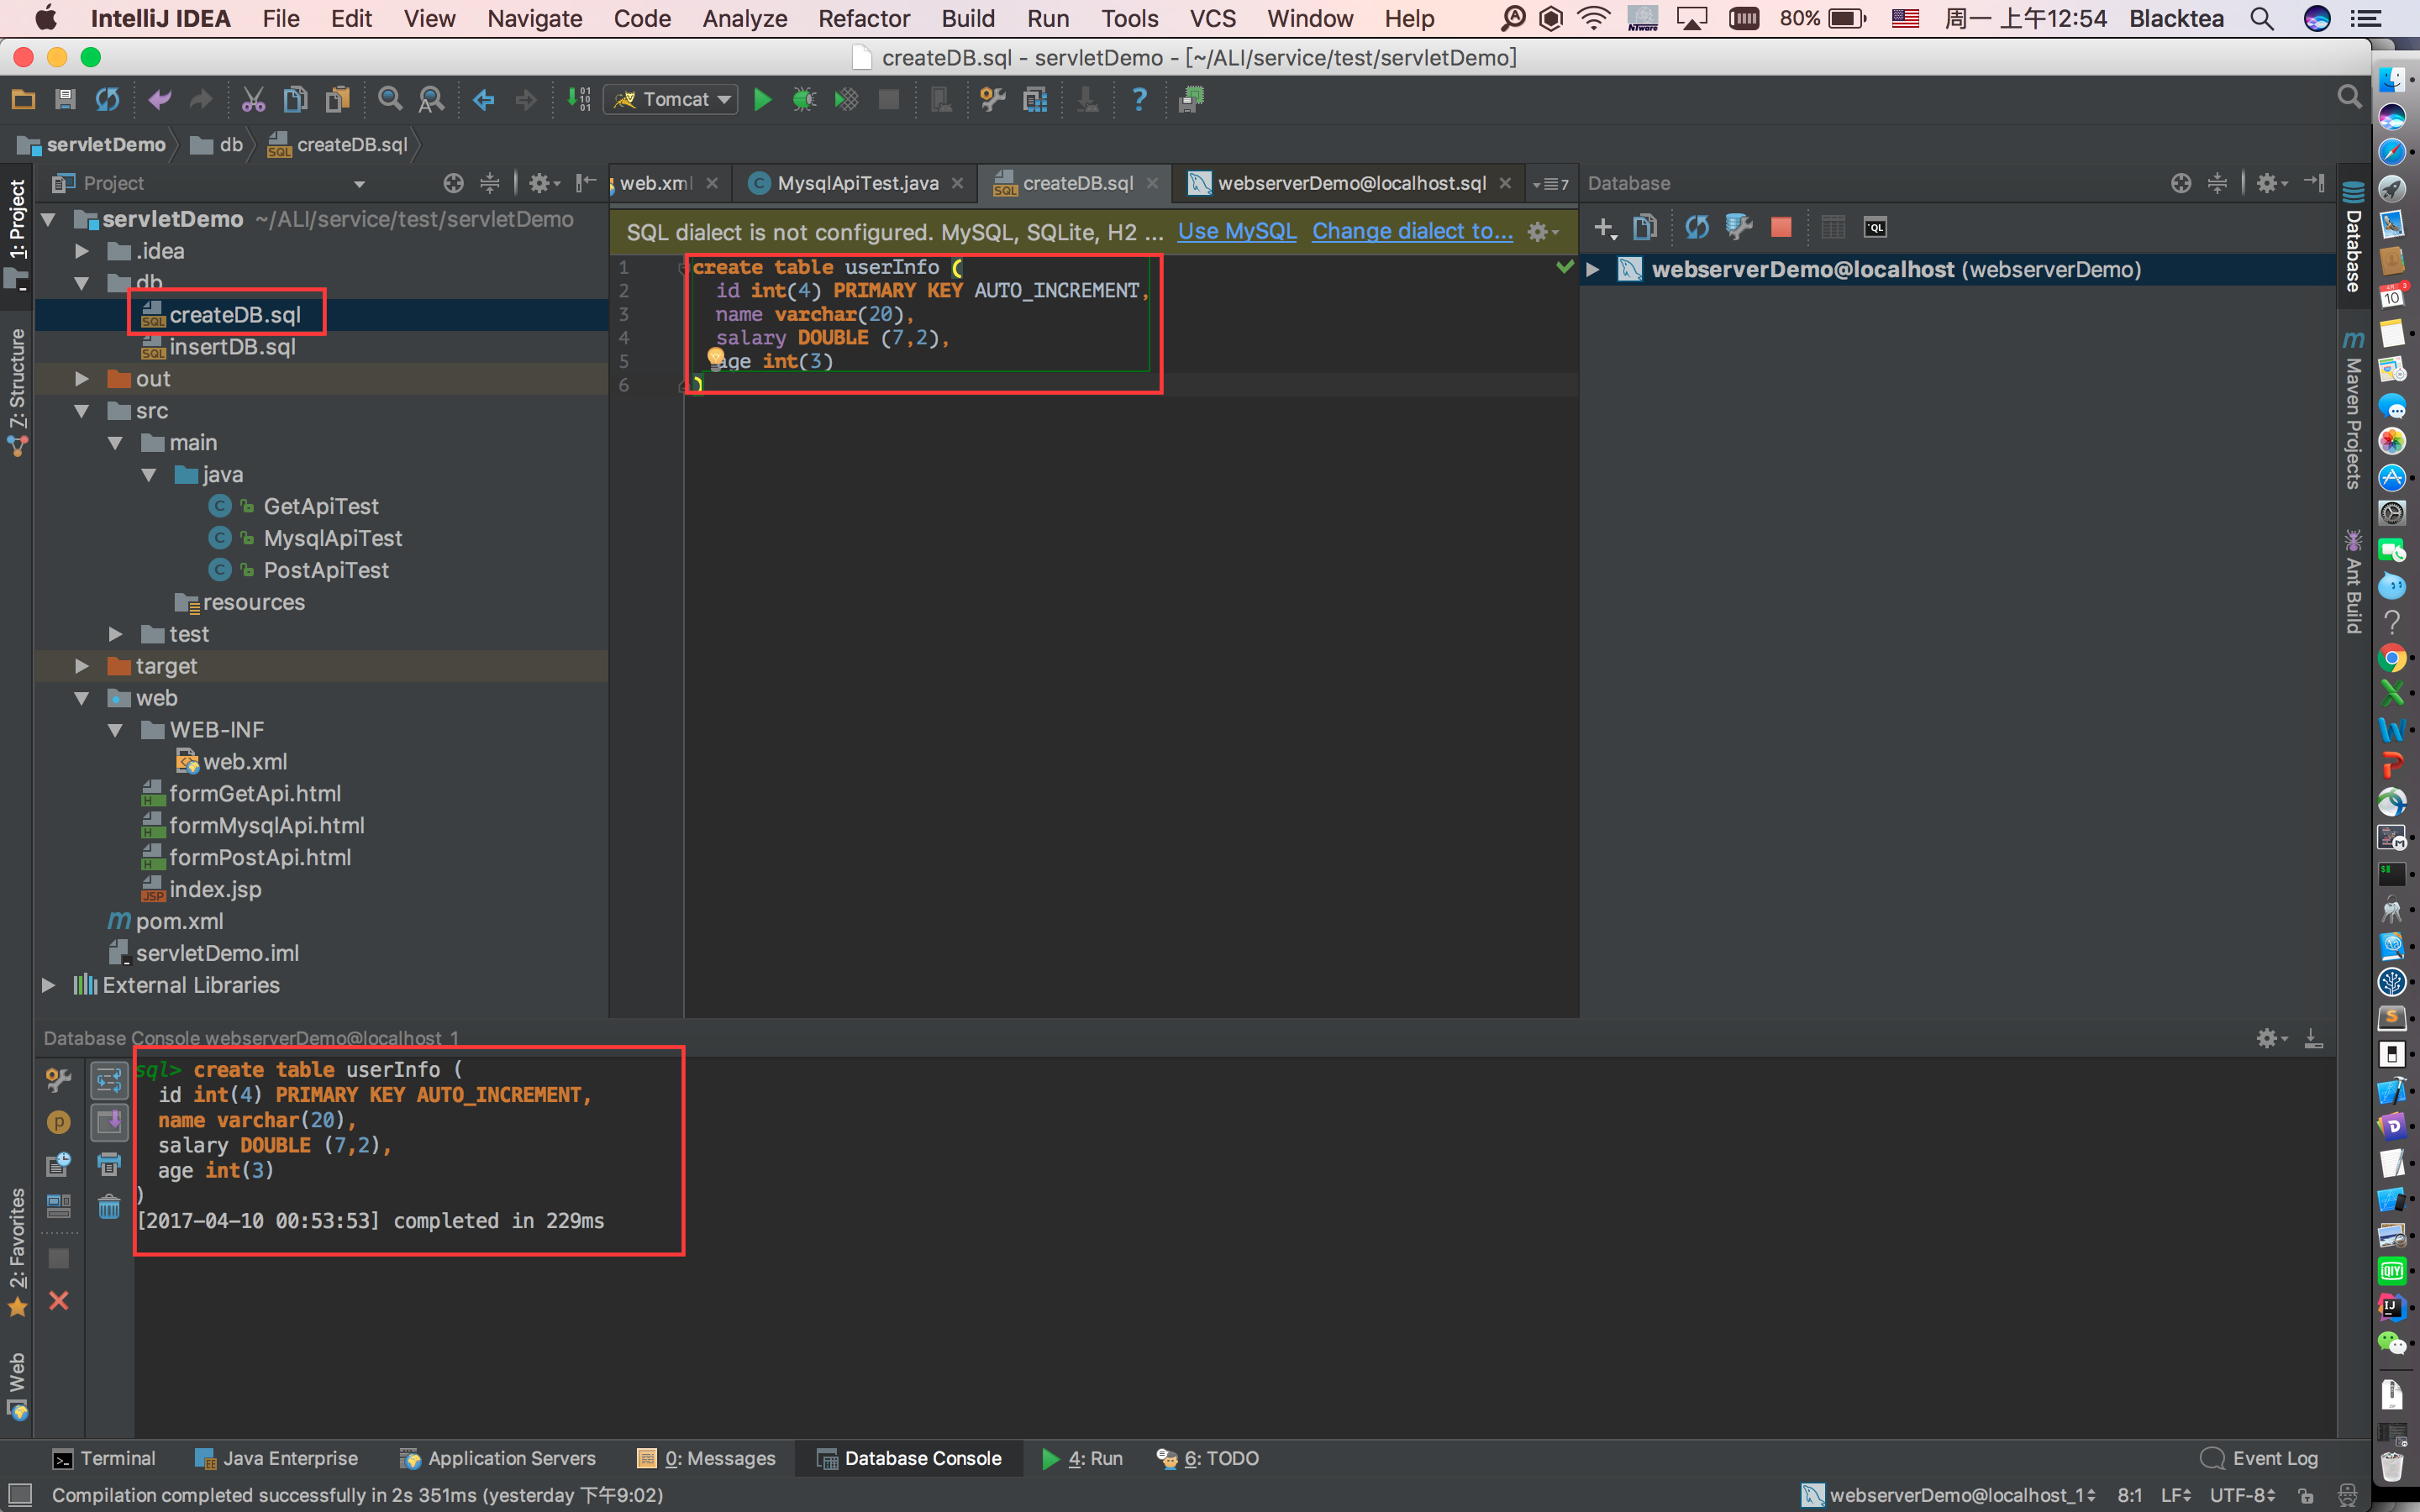 IntelliJ IDEA File Edit View Navigate Code Analyze Refactor Build Run Tools VCS Window Help NTware 80% 周一 上午12:54 Blacktea
createDB.sql - servletDemo - [~/ALI/service/test/servletDemo]
Tomcat
servletDemo db createDB.sql
Project
web.xml MysqlApiTest.java createDB.sql webserverDemo@localhost.sql 7
Database
1: Project
Z: Structure
2: Favorites
Web
servletDemo ~/ALI/service/test/servletDemo
.idea
db
createDB.sql
insertDB.sql
out
src
main
java
GetApiTest
MysqlApiTest
PostApiTest
resources
test
target
web
WEB-INF
web.xml
formGetApi.html
formMysqlApi.html
formPostApi.html
index.jsp
pom.xml
servletDemo.iml
External Libraries
SQL dialect is not configured. MySQL, SQLite, H2 ... Use MySQL Change dialect to...
1 create table userInfo (
2 id int(4) PRIMARY KEY AUTO_INCREMENT,
3 name varchar(20),
4 salary DOUBLE (7,2),
5 age int(3)
6 )
webserverDemo@localhost (webserverDemo)
Database
Maven Projects
Ant Build
Database Console webserverDemo@localhost_1
sql> create table userInfo (
id int(4) PRIMARY KEY AUTO_INCREMENT,
name varchar(20),
salary DOUBLE (7,2),
age int(3)
)
[2017-04-10 00:53:53] completed in 229ms
Terminal Java Enterprise Application Servers 0: Messages Database Console 4: Run 6: TODO Event Log
Compilation completed successfully in 2s 351ms (yesterday 下午9:02) webserverDemo@localhost_1 8:1 LF UTF-8